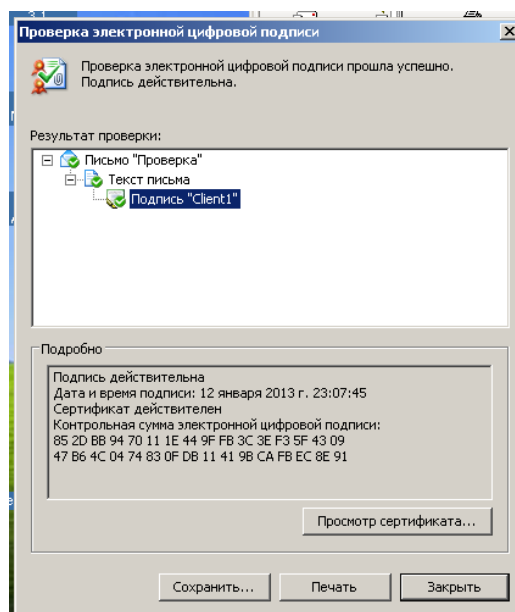 3.1
Проверка электронной цифровой подписи
Проверка электронной цифровой подписи прошла успешно.
Подпись действительна.
Результат проверки:
Письмо "Проверка"
Текст письма
Подпись "Client1"
Подробно
Подпись действительна
Дата и время подписи: 12 января 2013 г. 23:07:45
Сертификат действителен
Контрольная сумма электронной цифровой подписи:
85 2D BB 94 70 11 1E 44 9F FB 3C 3E F3 5F 43 09
47 B6 4C 04 74 83 0F DB 11 41 9B CA FB EC 8E 91
Просмотр сертификата...
Сохранить...
Печать
Закрыть